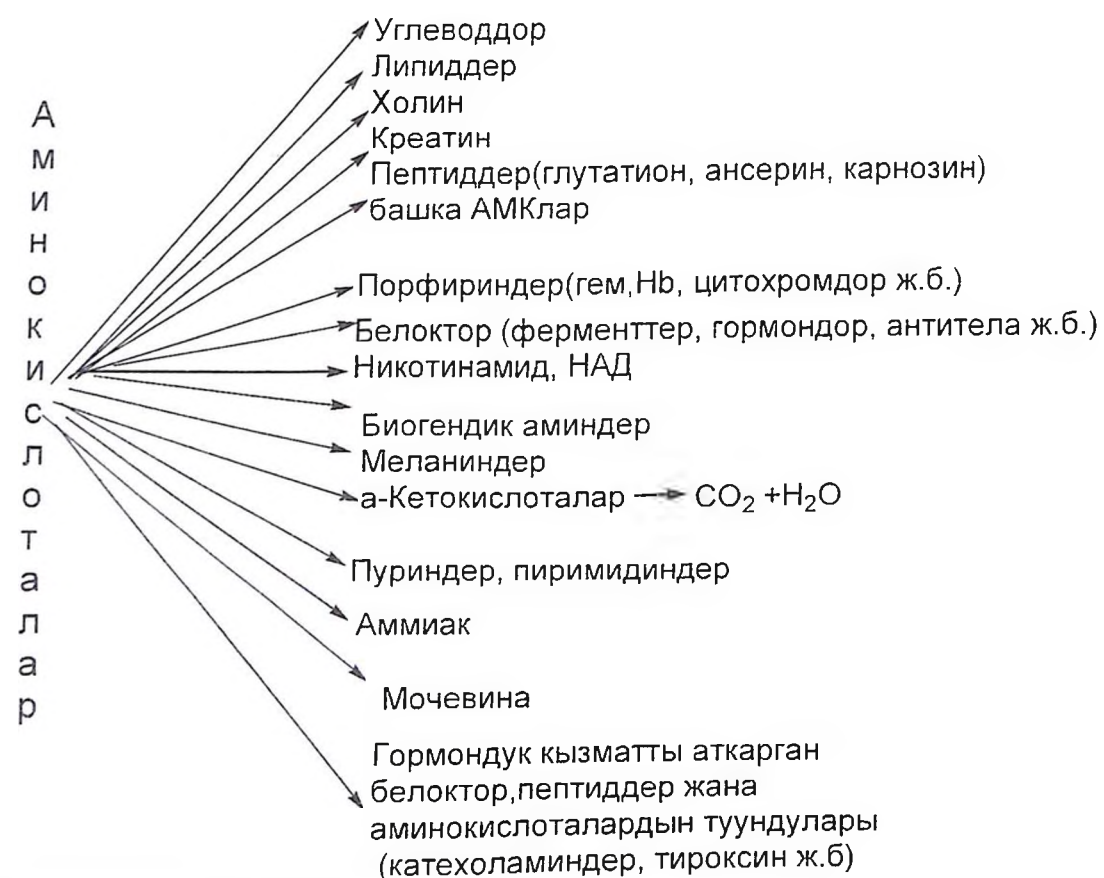 Аминокислоталар
Углеводдор
Липиддер
Холин
Креатин
Пептиддер(глутатион, ансерин, карнозин)
башка АМКлар
Порфириндер(гем,Hb, цитохромдор ж.б.)
Белоктор (ферменттер, гормондор, антитела ж.б.)
Никотинамид, НАД
Биогендик аминдер
Меланиндер
а-Кетокислоталар → CO₂ +H₂O
Пуриндер, пиримидиндер
Аммиак
Мочевина
Гормондук кызматты аткарган
белоктор,пептиддер жана
аминокислоталардын туундулары
(катехоламиндер, тироксин ж.б)